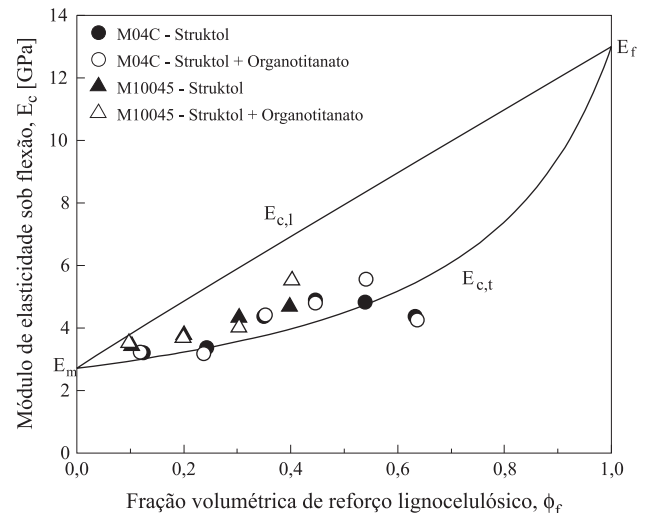 Módulo de elasticidade sob flexão, E_c [GPa]
14
12
10
8
6
4
2
0
M04C - Struktol
M04C - Struktol + Organotitanato
M10045 - Struktol
M10045 - Struktol + Organotitanato
E_f
E_c,l
E_c,t
E_m
0,0
0,2
0,4
0,6
0,8
1,0
Fração volumétrica de reforço lignocelulósico, ϕ_f